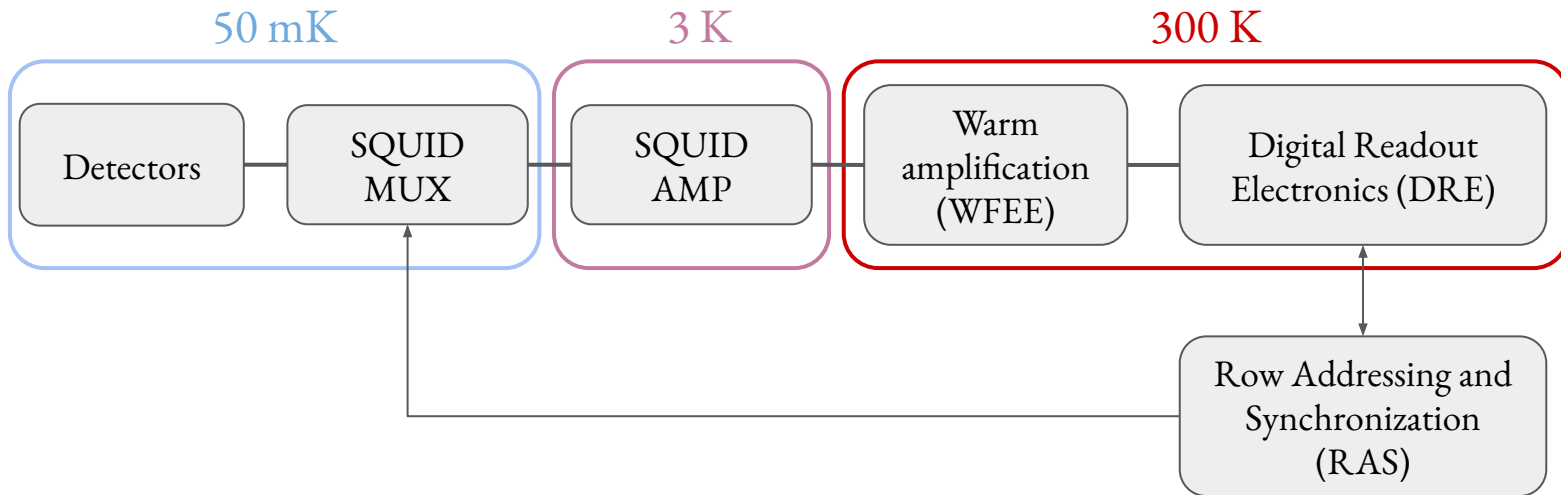 50 mK
3 K
300 K
Detectors
SQUID
MUX
SQUID
AMP
Warm
amplification
(WFEE)
Digital Readout
Electronics (DRE)
Row Addressing and
Synchronization
(RAS)